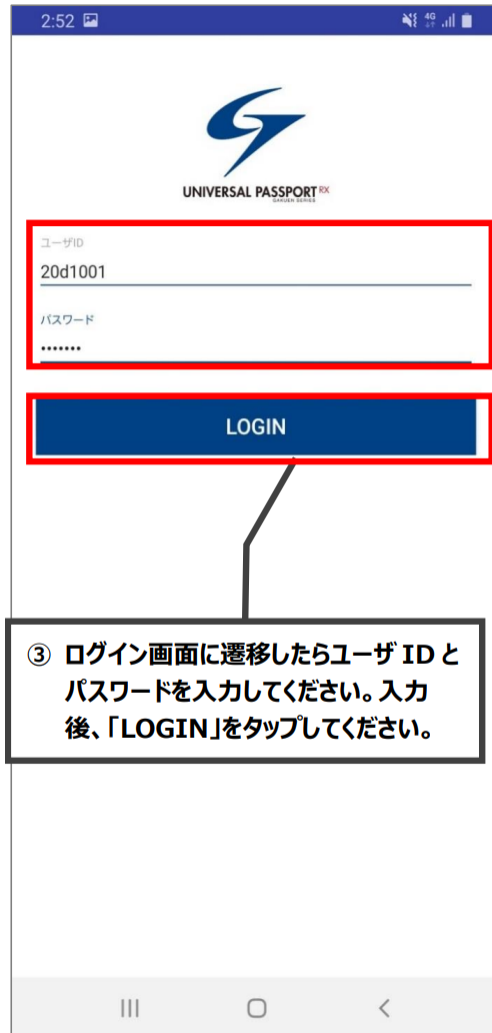 2:52
4G
UNIVERSAL PASSPORT RX
GAKUEN SERIES
ユーザID
20d1001
パスワード
•••••••
LOGIN
③ ログイン画面に遷移したらユーザ ID と
パスワードを入力してください。入力
後、「LOGIN」をタップしてください。